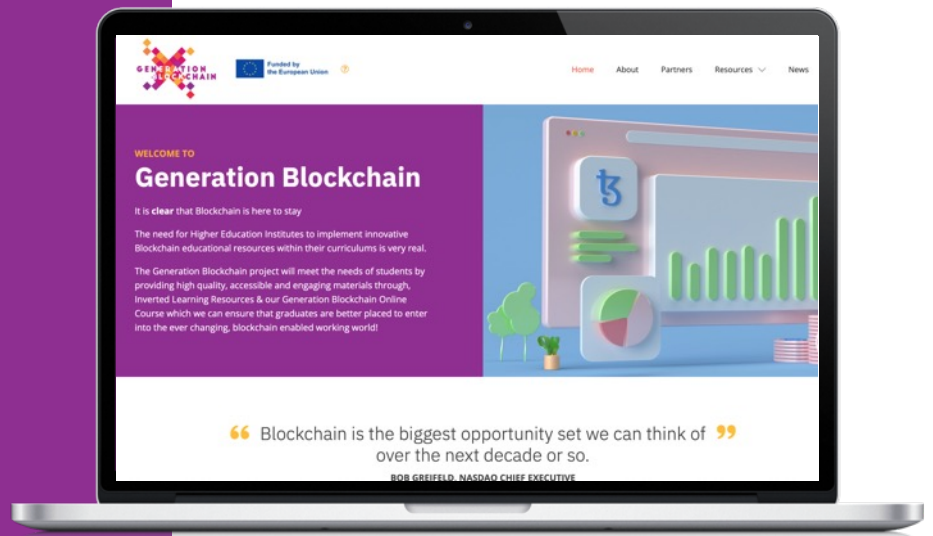 GENERATION
BLOCKCHAIN
Funded by
the European Union
Home About Partners Resources News
WELCOME TO
Generation Blockchain
It is clear that Blockchain is here to stay
The need for Higher Education Institutes to implement innovative
Blockchain educational resources within their curriculums is very real.
The Generation Blockchain project will meet the needs of students by
providing high quality, accessible and engaging materials through,
Inverted Learning Resources & our Generation Blockchain Online
Course which we can ensure that graduates are better placed to enter
into the ever changing, blockchain enabled working world!
“ Blockchain is the biggest opportunity set we can think of ”
over the next decade or so.
BOB GREIFELD, NASDAQ CHIEF EXECUTIVE